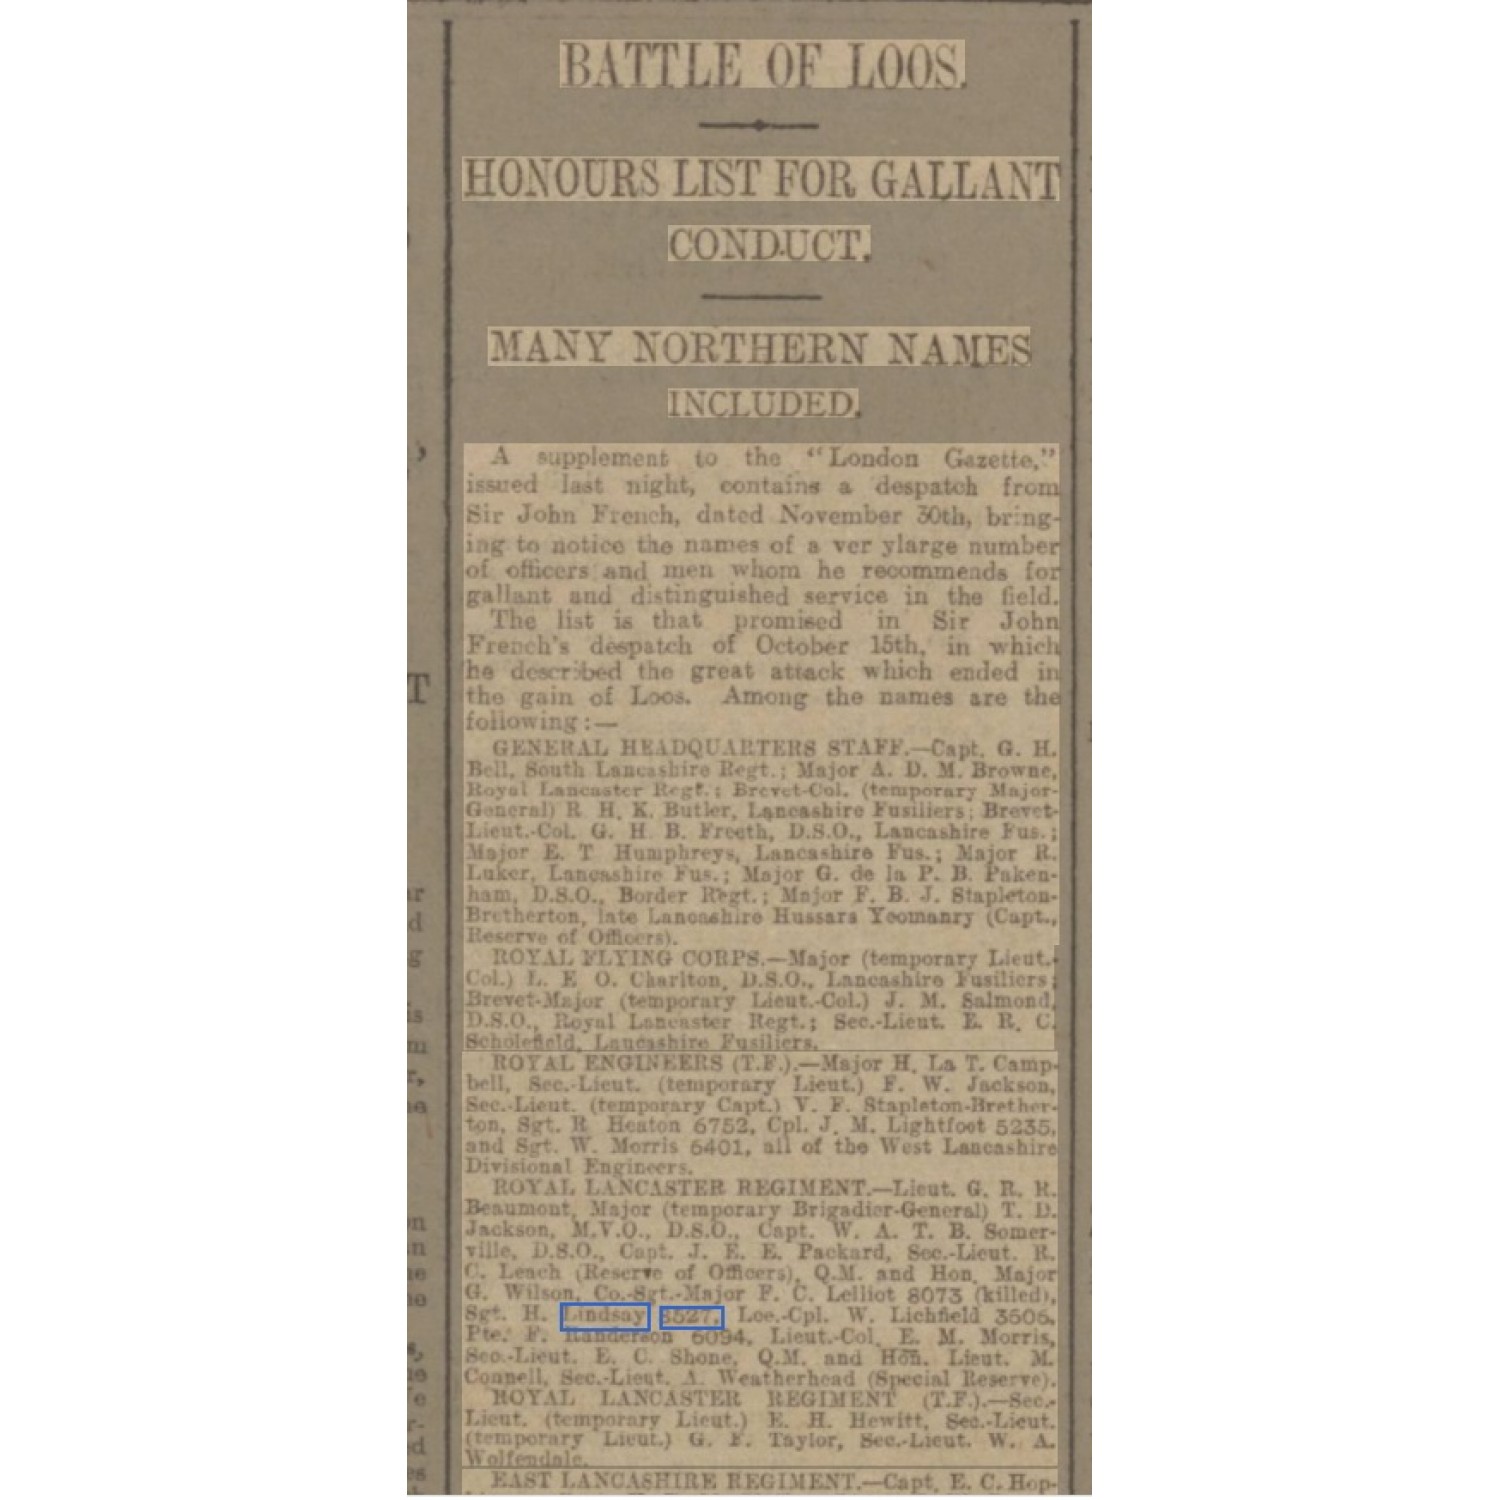 BATTLE OF LOOS.
HONOURS LIST FOR GALLANT
CONDUCT.
MANY NORTHERN NAMES
INCLUDED.
A supplement to the "London Gazette,"
issued last night, contains a despatch from
Sir John French, dated November 30th, bring-
ing to notice the names of a ver ylarge number
of officers and men whom he recommends for
gallant and distinguished service in the field.
The list is that promised in Sir John
French's despatch of October 15th, in which
he described the great attack which ended in
the gain of Loos. Among the names are the
following:—
GENERAL HEADQUARTERS STAFF.—Capt. G. H.
Bell, South Lancashire Regt.; Major A. D. M. Browne,
Royal Lancaster Regt.; Brevet-Col. (temporary Major-
General) R. H. K. Butler, Lancashire Fusiliers; Brevet-
Lieut.-Col. G. H. B. Freeth, D.S.O., Lancashire Fus.;
Major E. T Humphreys, Lancashire Fus.; Major R.
Luker, Lancashire Fus.; Major G. de la P. B. Paken-
ham, D.S.O., Border Regt.; Major F. B. J. Stapleton-
Bretherton, late Lancashire Hussars Yeomanry (Capt.,
Reserve of Officers).
ROYAL FLYING CORPS.—Major (temporary Lieut.-
Col.) L. E O. Charlton, D.S.O., Lancashire Fusiliers;
Brevet-Major (temporary Lieut.-Col.) J. M. Salmond,
D.S.O., Royal Lancaster Regt.; Sec.-Lieut. E. R. C.
Scholefield, Lancashire Fusiliers.
ROYAL ENGINEERS (T.F.).—Major H. La T. Camp-
bell, Sec.-Lieut. (temporary Lieut.) F. W. Jackson,
Sec.-Lieut. (temporary Capt.) V. F. Stapleton-Brether-
ton, Sgt. R Heaton 6752, Cpl. J. M. Lightfoot 5235,
and Sgt. W. Morris 6401, all of the West Lancashire
Divisional Engineers.
ROYAL LANCASTER REGIMENT.—Lieut. G. R. R.
Beaumont, Major (temporary Brigadier-General) T. D.
Jackson, M.V.O., D.S.O., Capt. W. A. T. B. Somer-
ville, D.S.O., Capt. J. E. E. Packard, Sec.-Lieut. R.
C. Leach (Reserve of Officers), Q.M. and Hon. Major
G. Wilson, Co.-Sgt.-Major F. C. Lelliot 8073 (killed),
Sgt. H. Lindsay 8527, Lce.-Cpl. W. Lichfield 3506,
Pte. F. Randerson 6094, Lieut.-Col. E. M. Morris,
Sec.-Lieut. E. C. Shone, Q.M. and Hon. Lieut. M.
Connell, Sec.-Lieut. A. Weatherhead (Special Reserve).
ROYAL LANCASTER REGIMENT (T.F.).—Sec.-
Lieut. (temporary Lieut.) E. H. Hewitt, Sec.-Lieut.
(temporary Lieut.) G. F. Taylor, Sec.-Lieut. W. A.
Wolfendale.
EAST LANCASHIRE REGIMENT.—Capt. E. C. Hop-